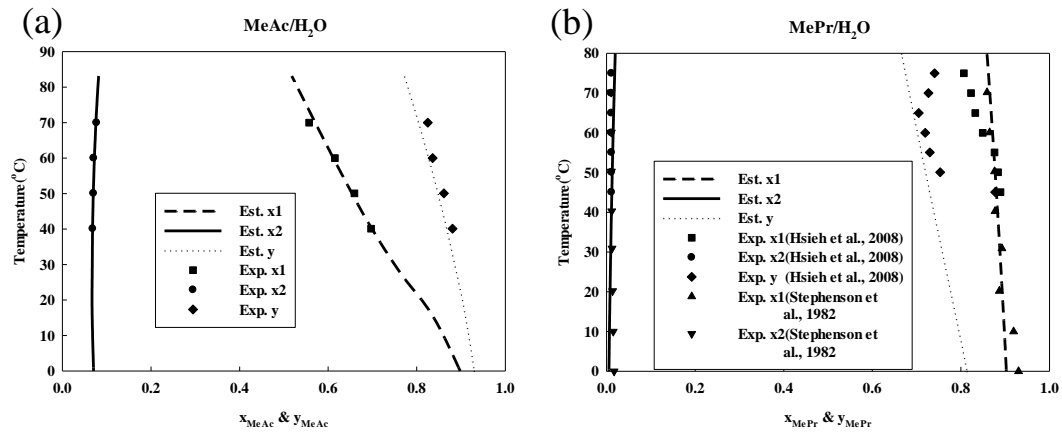 (a)
MeAc/H2O
Temperature(oC)
90
80
70
60
50
40
30
20
10
0
Est. x1
Est. x2
Est. y
Exp. x1
Exp. x2
Exp. y
0.0 0.2 0.4 0.6 0.8 1.0
xMeAc & yMeAc
(b)
MePr/H2O
Temperature(oC)
80
70
60
50
40
30
20
10
0
Est. x1
Est. x2
Est. y
Exp. x1(Hsieh et al., 2008)
Exp. x2(Hsieh et al., 2008)
Exp. y (Hsieh et al., 2008)
Exp. x1(Stephenson et
al., 1982
Exp. x2(Stephenson et
al., 1982
0.0 0.2 0.4 0.6 0.8 1.0
xMePr & yMePr